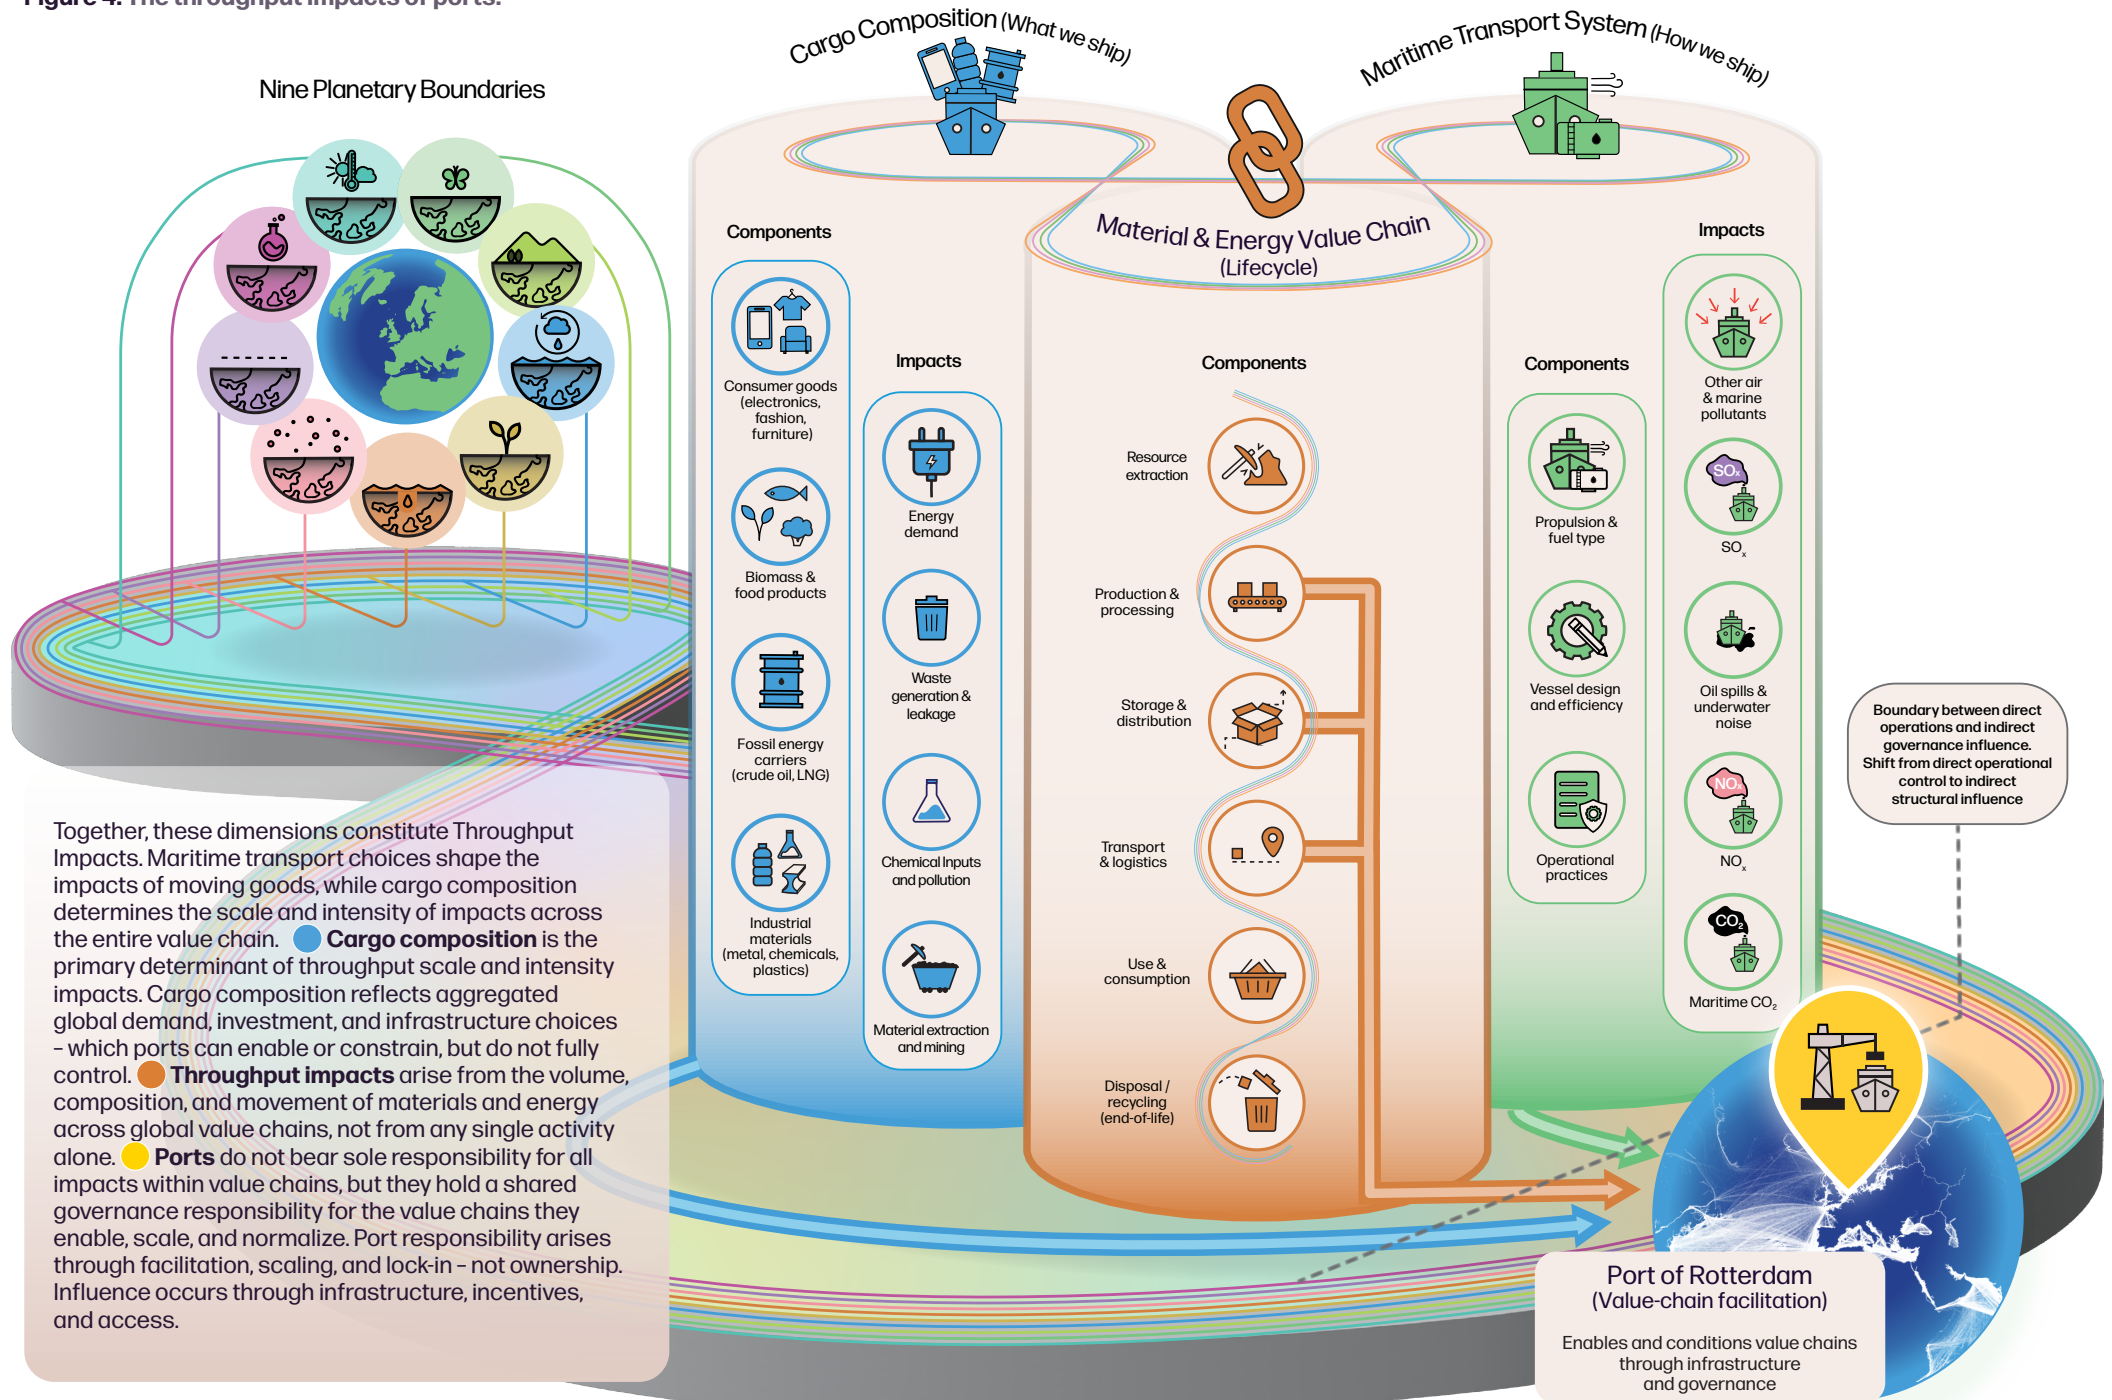 Figure 4. The throughput impacts of ports.
Nine Planetary Boundaries
Cargo Composition (What we ship)
Maritime Transport System (How we ship)
Material & Energy Value Chain
(Lifecycle)
Components
Consumer goods
(electronics,
fashion,
furniture)
Biomass &
food products
Fossil energy
carriers
(crude oil, LNG)
Industrial
materials
(metal, chemicals,
plastics)
Impacts
Energy
demand
Waste
generation &
leakage
Chemical Inputs
and pollution
Material extraction
and mining
Components
Resource
extraction
Production &
processing
Storage &
distribution
Transport
& logistics
Use &
consumption
Disposal /
recycling
(end-of-life)
Components
Propulsion &
fuel type
Vessel design
and efficiency
Operational
practices
Impacts
Other air
& marine
pollutants
SOx
SOx
Oil spills &
underwater
noise
NOx
NOx
CO2
Maritime CO2
Boundary between direct
operations and indirect
governance influence.
Shift from direct operational
control to indirect
structural influence
Together, these dimensions constitute Throughput
Impacts. Maritime transport choices shape the
impacts of moving goods, while cargo composition
determines the scale and intensity of impacts across
the entire value chain. Cargo composition is the
primary determinant of throughput scale and intensity
impacts. Cargo composition reflects aggregated
global demand, investment, and infrastructure choices
– which ports can enable or constrain, but do not fully
control. Throughput impacts arise from the volume,
composition, and movement of materials and energy
across global value chains, not from any single activity
alone. Ports do not bear sole responsibility for all
impacts within value chains, but they hold a shared
governance responsibility for the value chains they
enable, scale, and normalize. Port responsibility arises
through facilitation, scaling, and lock-in – not ownership.
Influence occurs through infrastructure, incentives,
and access.
Port of Rotterdam
(Value-chain facilitation)
Enables and conditions value chains
through infrastructure
and governance